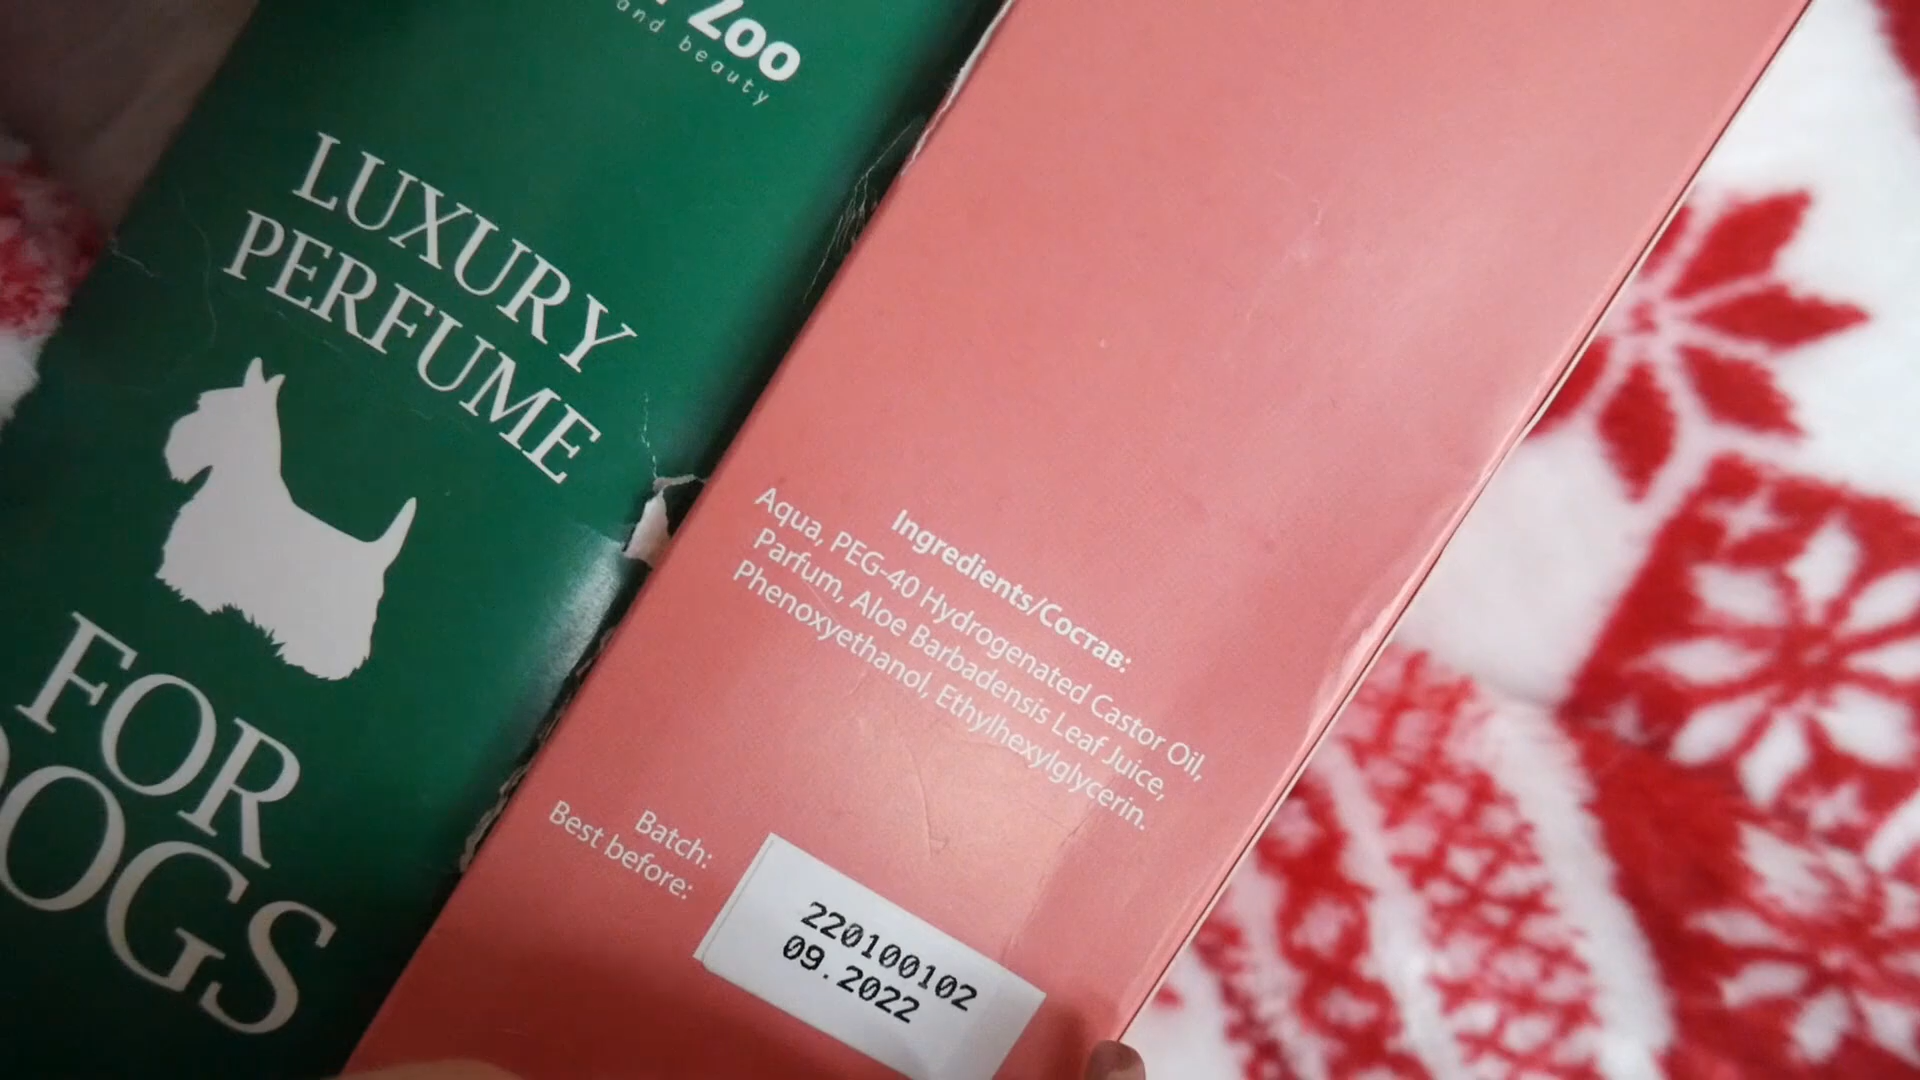 Zoo
and beauty
LUXURY
PERFUME
FOR
DOGS
Ingredients/Состав:
Aqua, PEG-40 Hydrogenated Castor Oil,
Parfum, Aloe Barbadensis Leaf Juice,
Phenoxyethanol, Ethylhexylglycerin.
Batch:
Best before:
220100102
09.2022